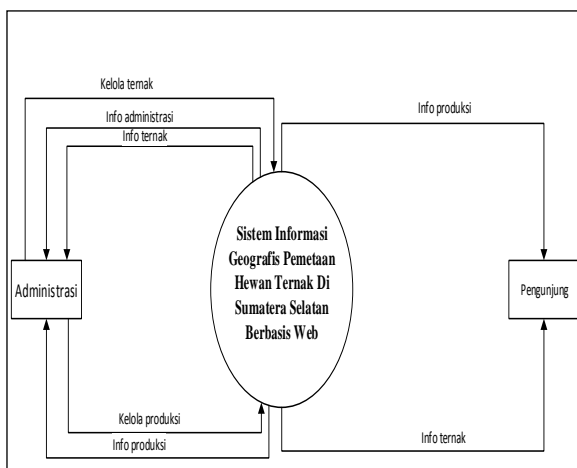 Kelola ternak
Info administrasi
Info ternak
Info produksi
Sistem Informasi
Geografis Pemetaan
Hewan Ternak Di
Sumatera Selatan
Berbasis Web
Administrasi
Pengunjung
Kelola produksi
Info produksi
Info ternak